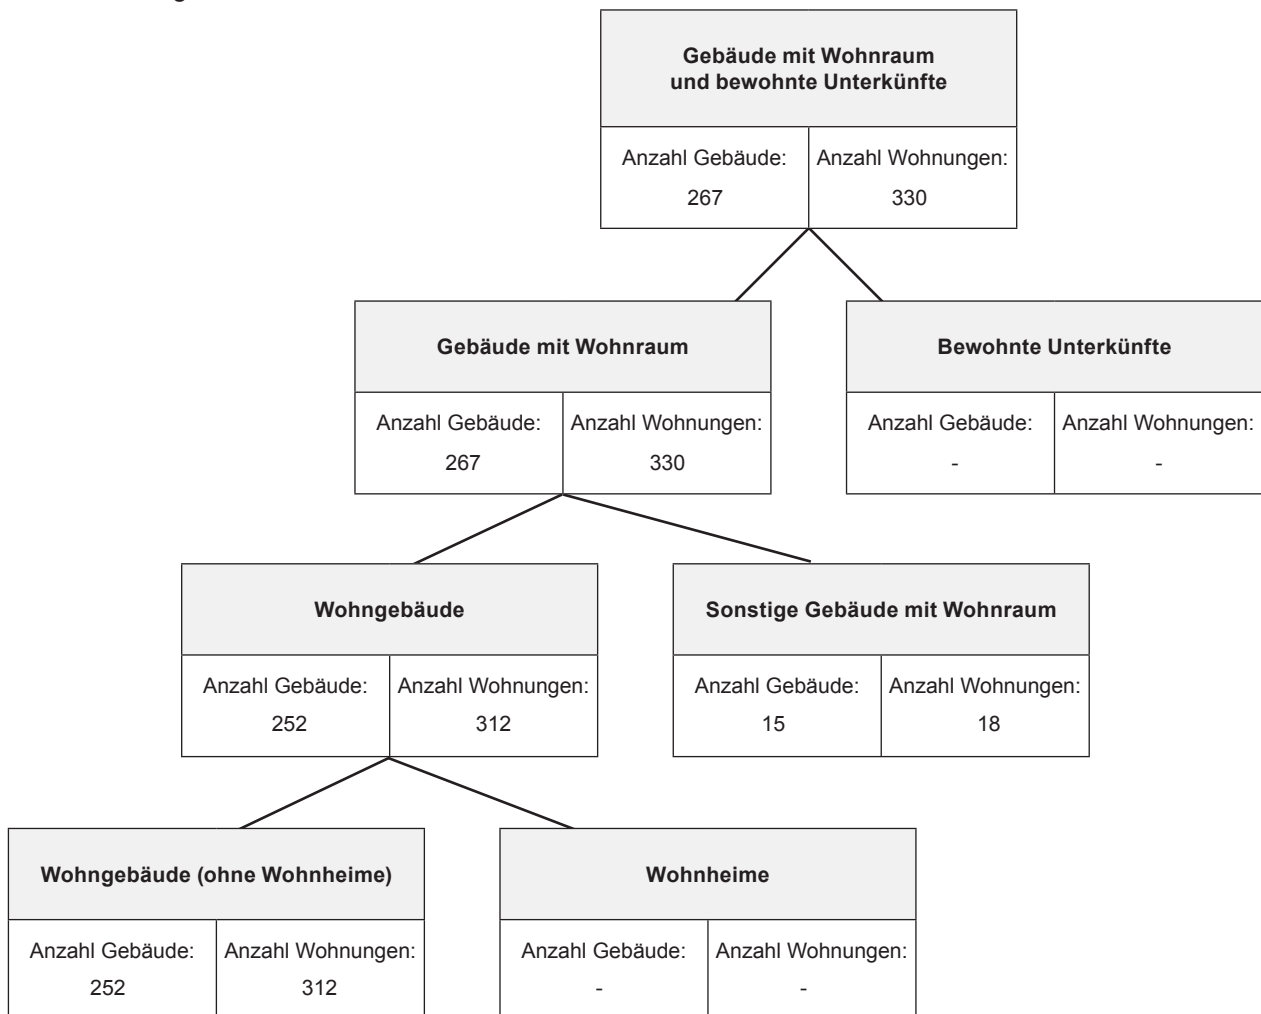 Gebäude mit Wohnraum
und bewohnte Unterkünfte
Anzahl Gebäude: Anzahl Wohnungen:
267 330
Gebäude mit Wohnraum Bewohnte Unterkünfte
Anzahl Gebäude: Anzahl Wohnungen: Anzahl Gebäude: Anzahl Wohnungen:
267 330 - -
Wohngebäude Sonstige Gebäude mit Wohnraum
Anzahl Gebäude: Anzahl Wohnungen: Anzahl Gebäude: Anzahl Wohnungen:
252 312 15 18
Wohngebäude (ohne Wohnheime) Wohnheime
Anzahl Gebäude: Anzahl Wohnungen: Anzahl Gebäude: Anzahl Wohnungen:
252 312 - -